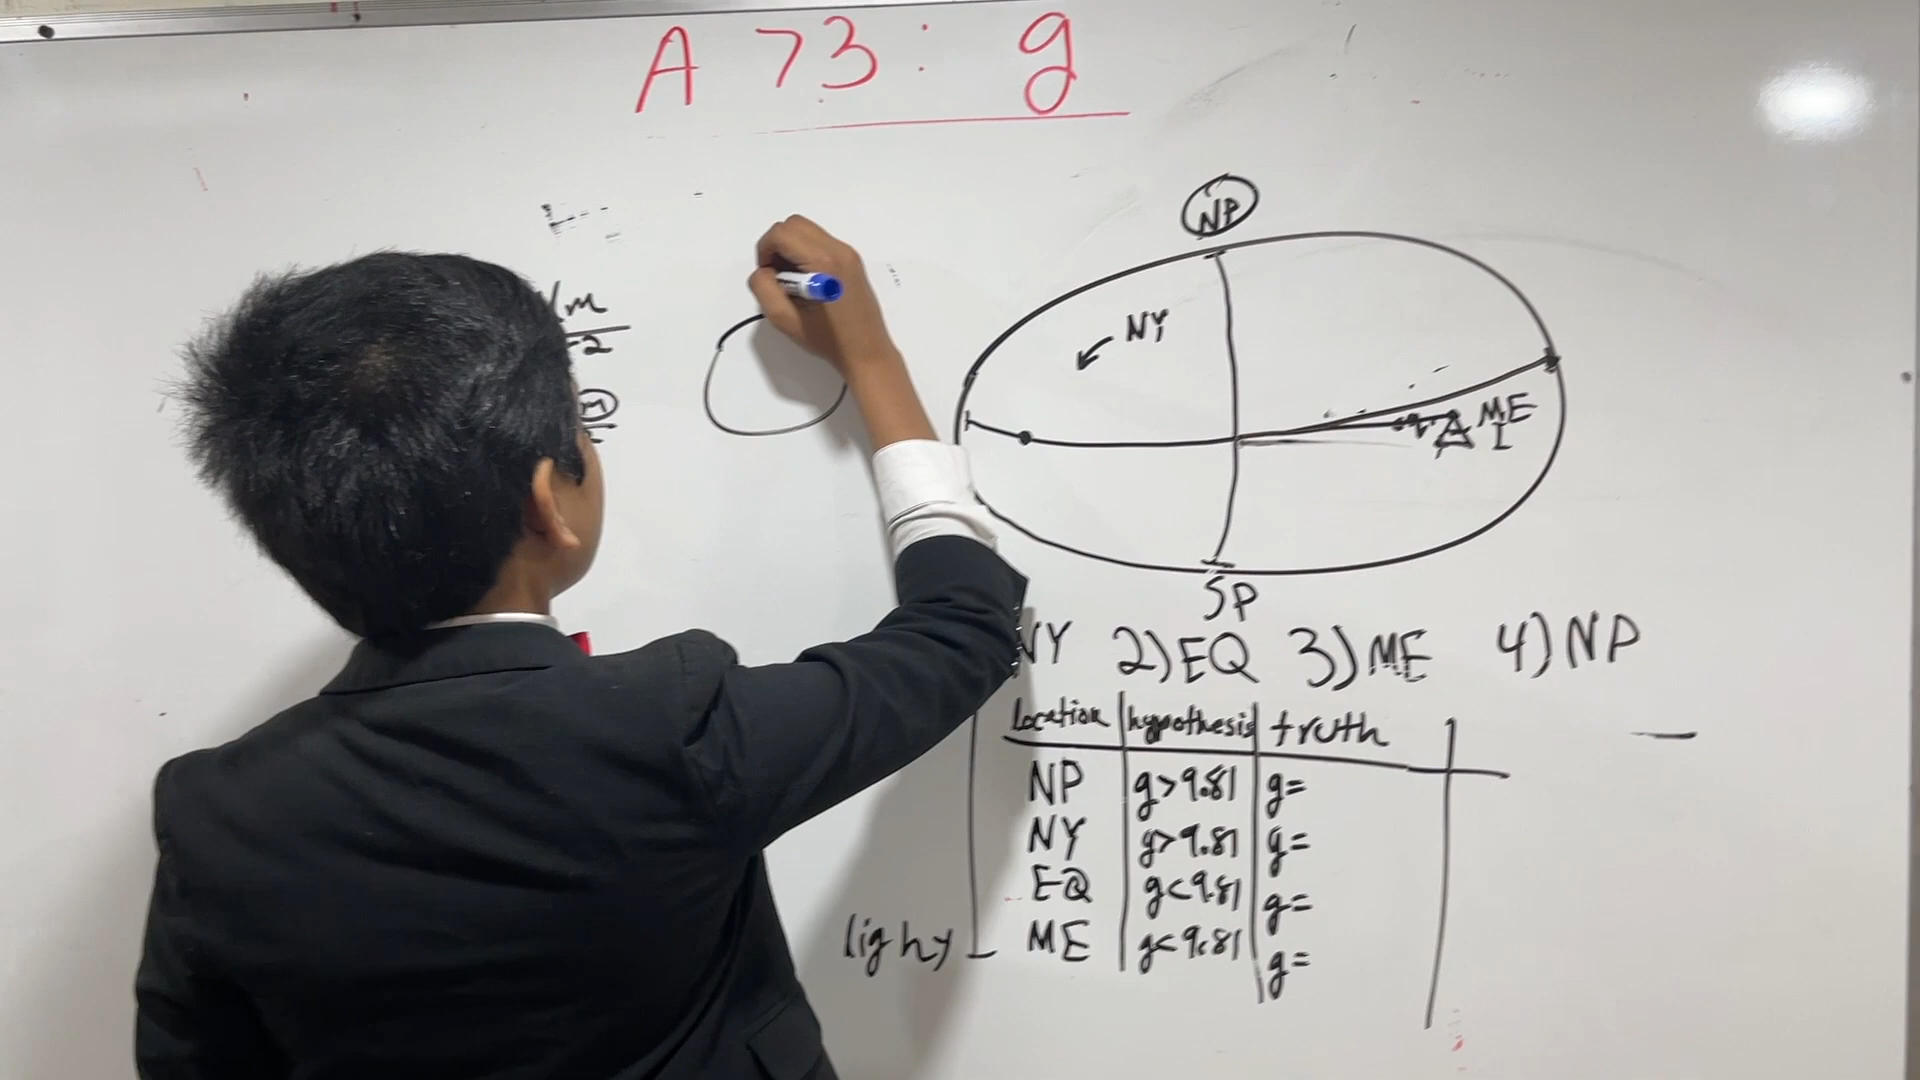 A 73: g
NP
NY
ME
SP
NY 2) EQ 3) ME 4) NP
Location hypothesis truth
NP g>9.81 g=
NY g>9.81 g=
EQ g<9.81 g=
ME g<9.81 g=